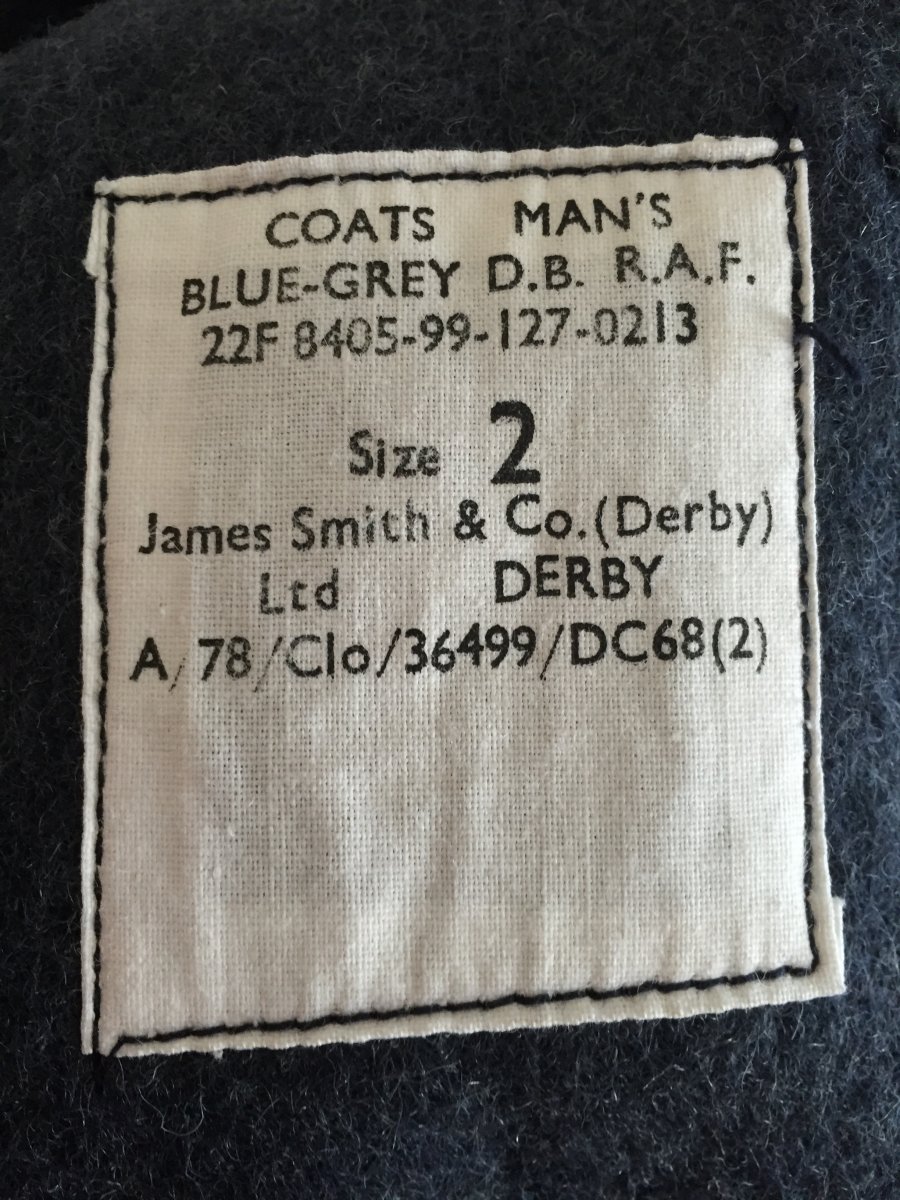 COATS MAN'S
BLUE-GREY D.B. R.A.F.
22F 8405-99-127-0213
Size 2
James Smith & Co.(Derby)
Ltd DERBY
A/78/Clo/36499/DC68(2)